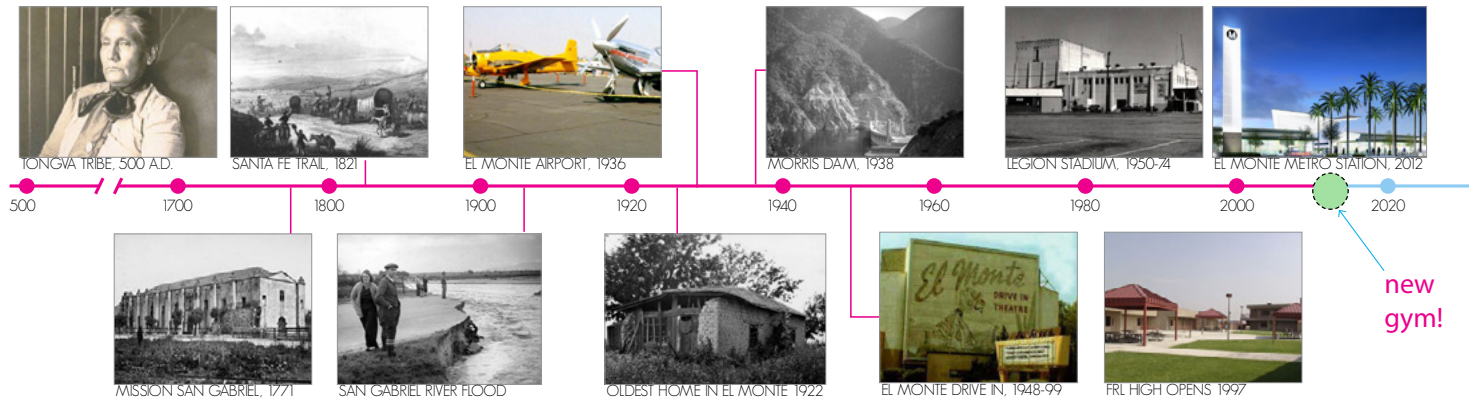 TONGVA TRIBE, 500 A.D.
SANTA FE TRAIL, 1821
EL MONTE AIRPORT, 1936
MORRIS DAM, 1938
LEGION STADIUM, 1950-74
EL MONTE METRO STATION, 2012
M
500
1700
1800
1900
1920
1940
1960
1980
2000
2020
El Monte
DRIVE IN
THEATRE
new
gym!
MISSION SAN GABRIEL, 1771
SAN GABRIEL RIVER FLOOD
OLDEST HOME IN EL MONTE 1922
EL MONTE DRIVE IN, 1948-99
FRL HIGH OPENS 1997